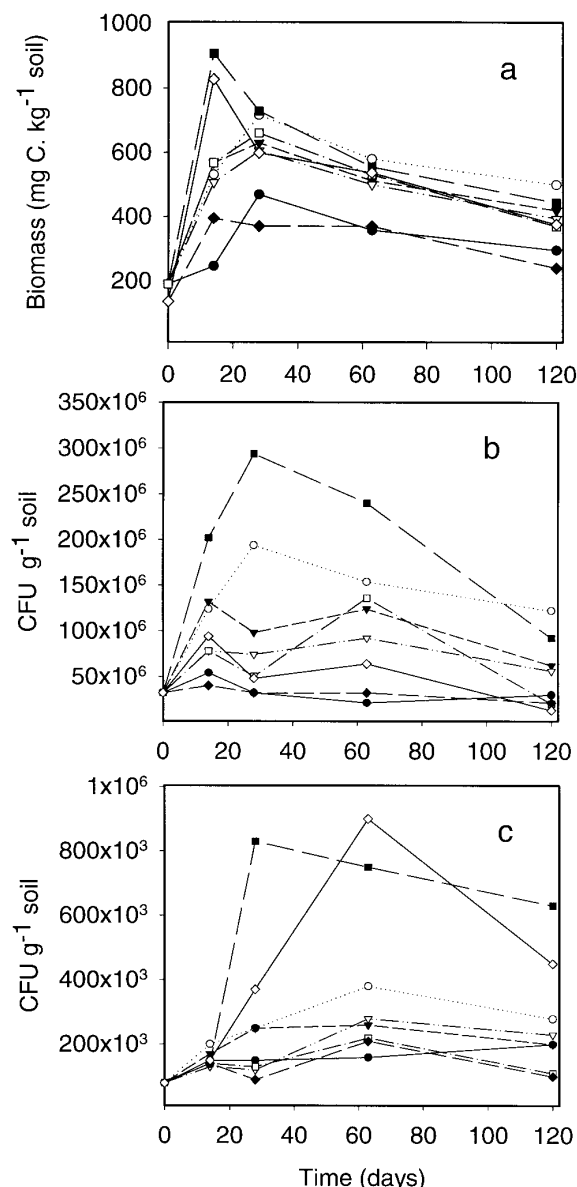 1000
800
600
400
200
Biomass (mg C. kg⁻¹ soil)
a
0 20 40 60 80 100 120
350x10⁶
300x10⁶
250x10⁶
200x10⁶
150x10⁶
100x10⁶
50x10⁶
CFU g⁻¹ soil
b
0 20 40 60 80 100 120
1x10⁶
800x10³
600x10³
400x10³
200x10³
CFU g⁻¹ soil
c
0 20 40 60 80 100 120
Time (days)